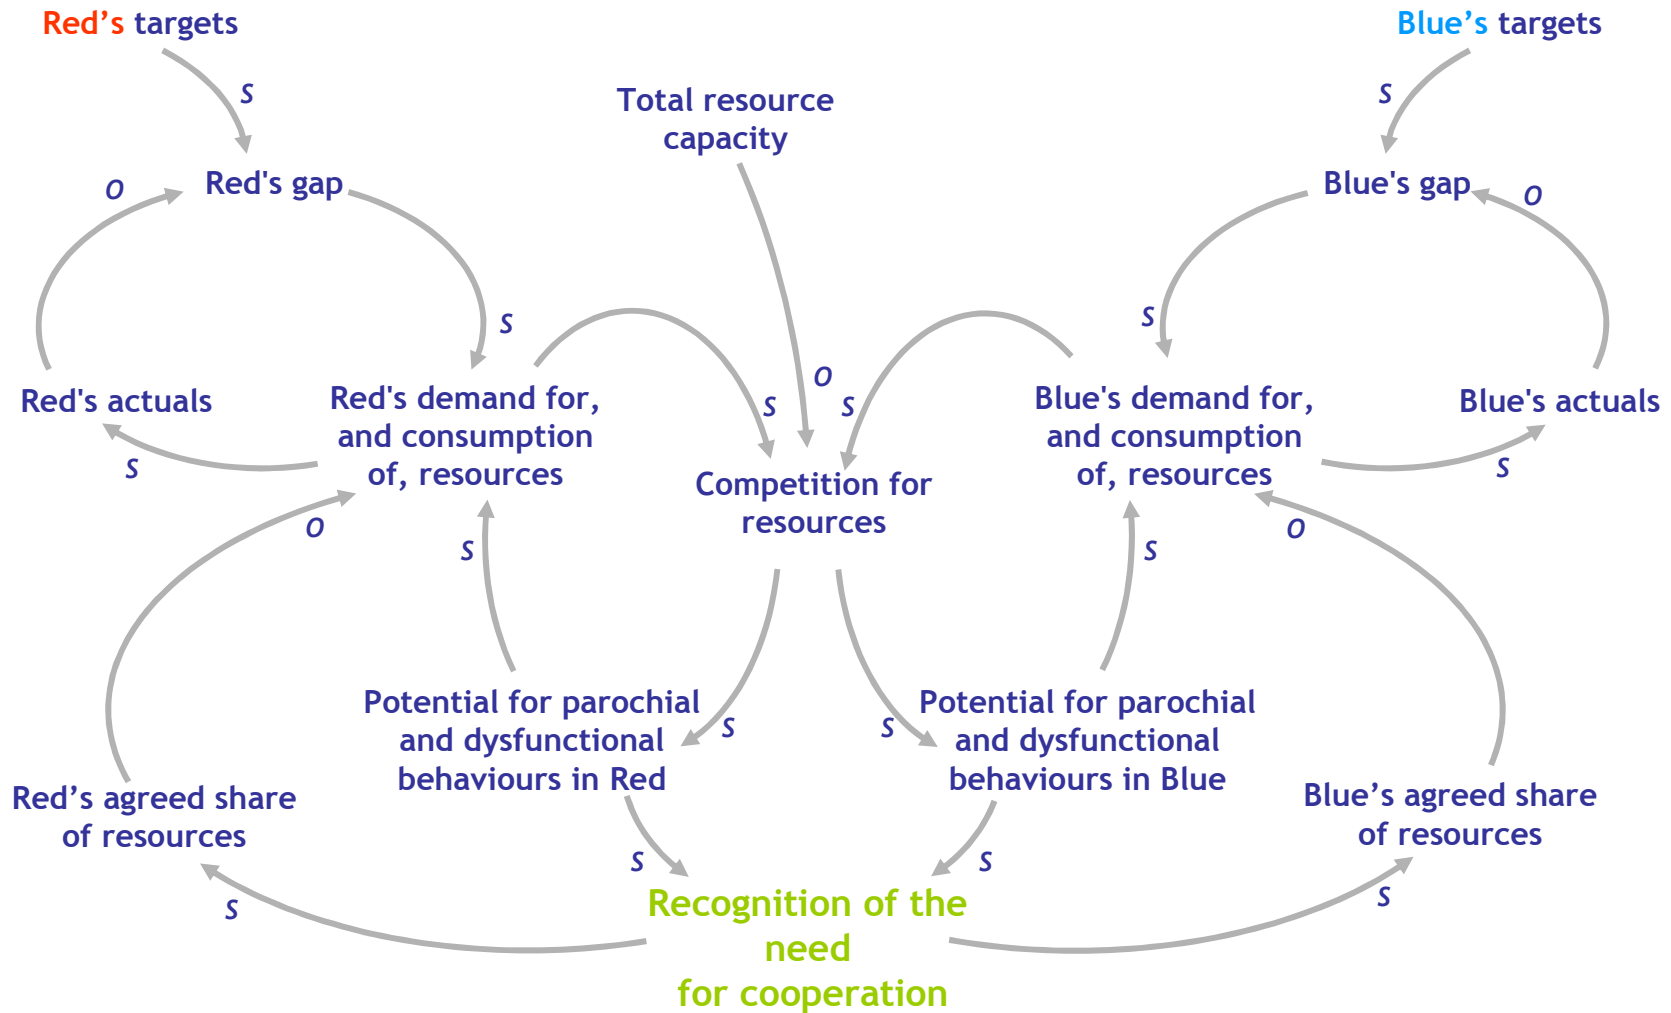 Red’s targets
Blue’s targets
S
S
Total resource
capacity
O
Red's gap
Blue's gap
O
S
S
O
S
S
Red's actuals
Red's demand for,
and consumption
of, resources
Blue's demand for,
and consumption
of, resources
Blue's actuals
S
S
Competition for
resources
O
O
S
S
Potential for parochial
and dysfunctional
behaviours in Red
S
S
Potential for parochial
and dysfunctional
behaviours in Blue
Red’s agreed share
of resources
Blue’s agreed share
of resources
S
S
S
S
Recognition of the
need
for cooperation